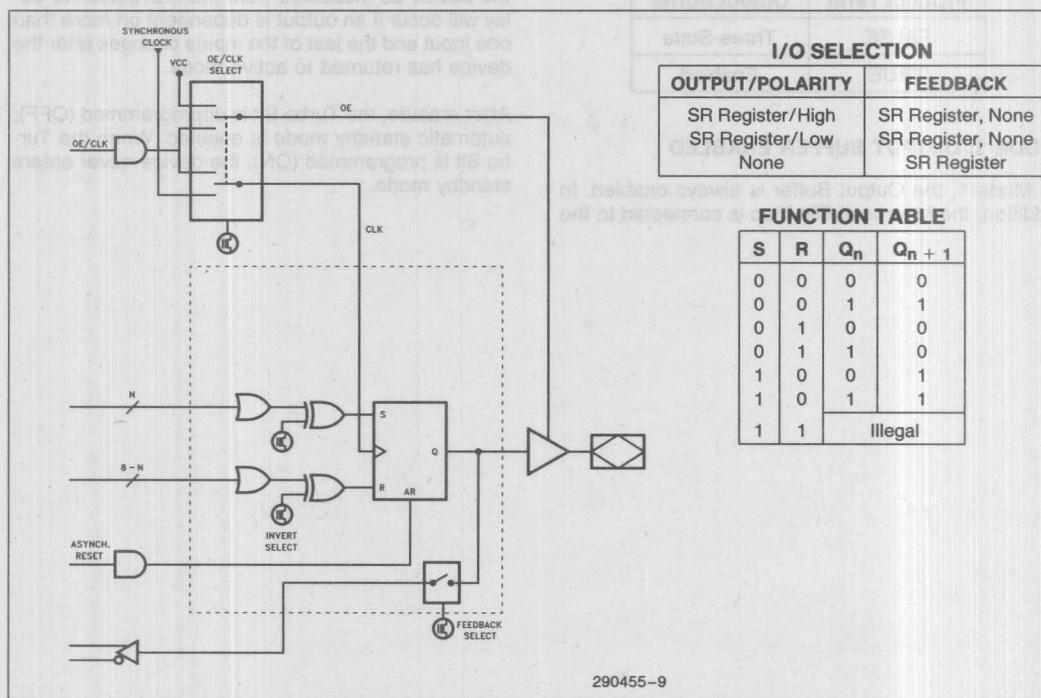 SYNCHRONOUS
CLOCK
VCC
OE/CLK
SELECT
OE
OE/CLK
CLK
N
S
8 - N
R
Q
AR
INVERT
SELECT
ASYNCH.
RESET
FEEDBACK
SELECT
I/O SELECTION
OUTPUT/POLARITY FEEDBACK
SR Register/High SR Register, None
SR Register/Low SR Register, None
None SR Register
FUNCTION TABLE
S R Qn Qn + 1
0 0 0 0
0 0 1 1
0 1 0 0
0 1 1 0
1 0 0 1
1 0 1 1
1 1 Illegal
290455-9